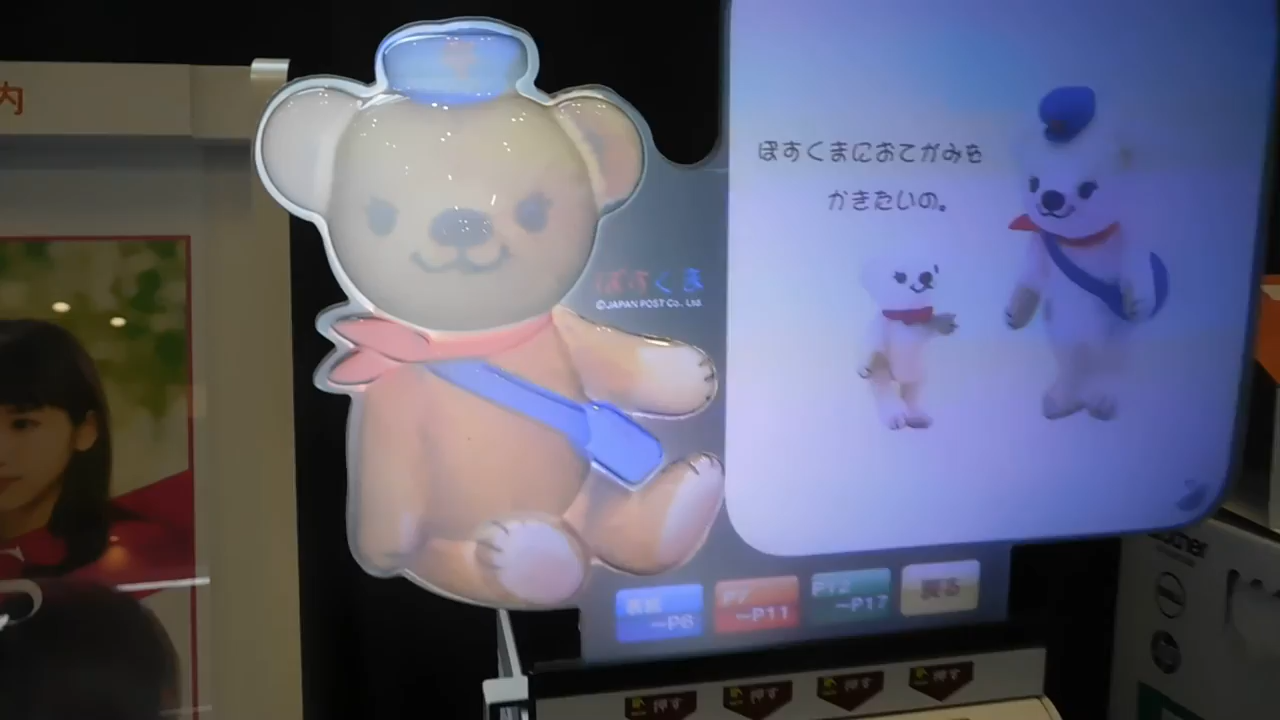 内
ぽすくまにおてがみを
かきたいの。
ぽすくま
©JAPAN POST Co., Ltd.
表紙
~P6
P7
~P11
P12
~P17
戻る
押す
押す
押す
押す